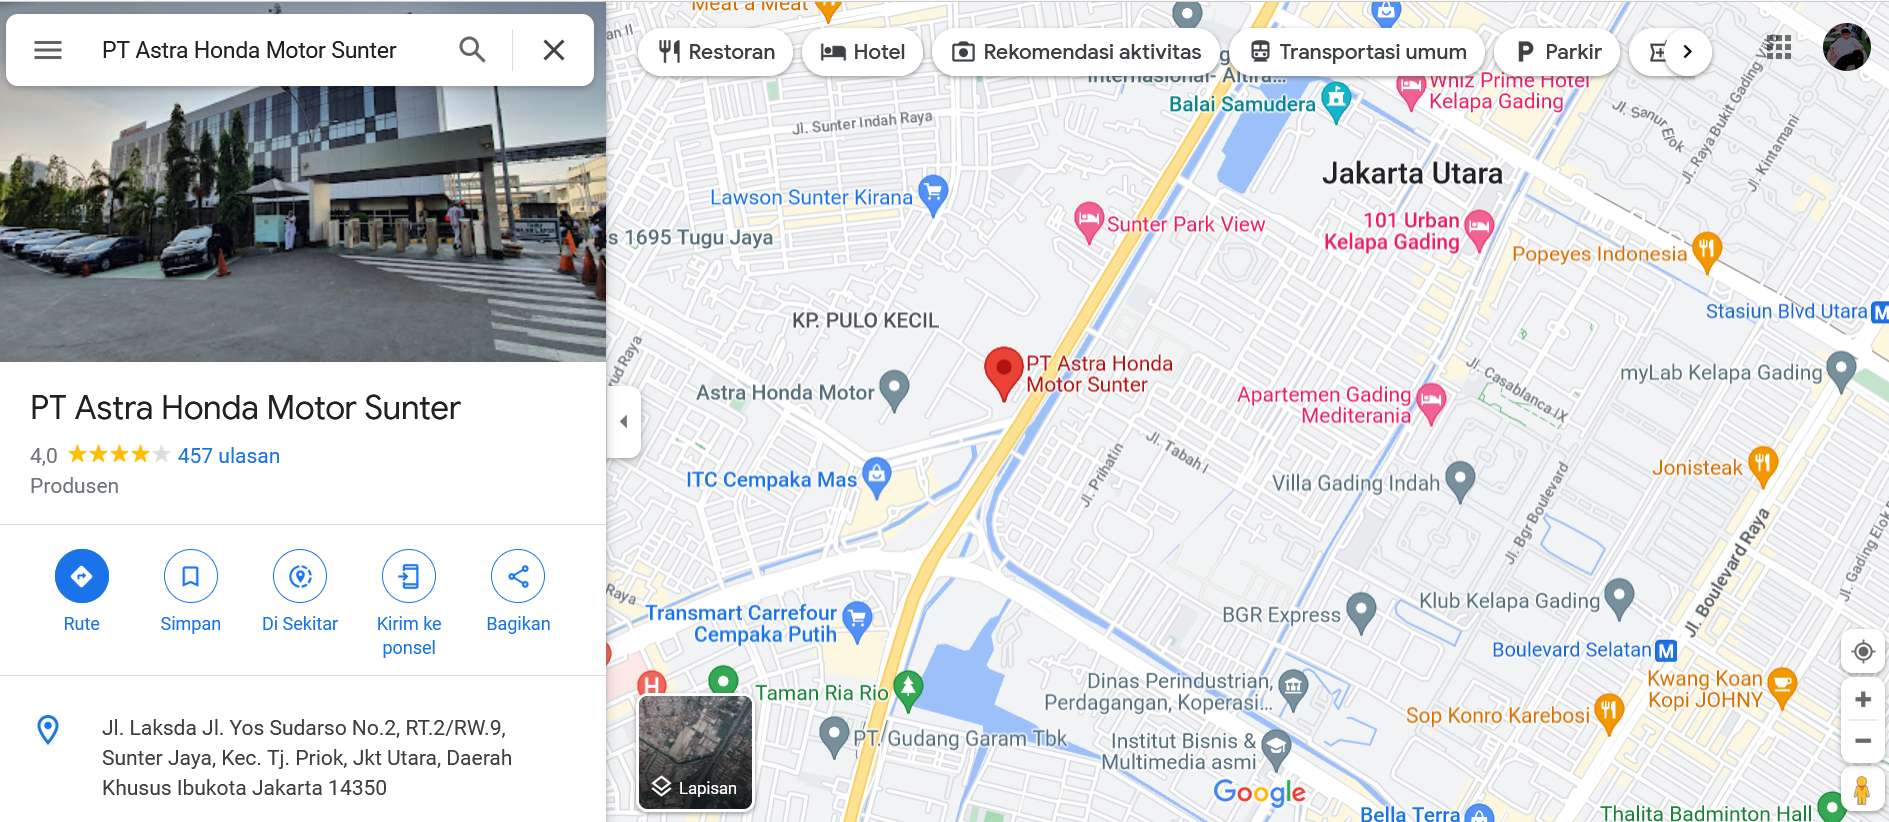 PT Astra Honda Motor Sunter
PT Astra Honda Motor Sunter
4,0
457 ulasan
Produsen
Rute
Simpan
Di Sekitar
Kirim ke
ponsel
Bagikan
Jl. Laksda Jl. Yos Sudarso No.2, RT.2/RW.9,
Sunter Jaya, Kec. Tj. Priok, Jkt Utara, Daerah
Khusus Ibukota Jakarta 14350
Meat a Meat
Restoran
Hotel
Rekomendasi aktivitas
Transportasi umum
P Parkir
Internasional- Altira...
Balai Samudera
Whiz Prime Hotel
Kelapa Gading
Jl. Sunter Indah Raya
Jl. Sanur Elok
Jl. Raya Bukit Gading
Jl. Kintamani
Jakarta Utara
Lawson Sunter Kirana
s 1695 Tugu Jaya
Sunter Park View
101 Urban
Kelapa Gading
Popeyes Indonesia
Stasiun Blvd Utara
M
KP. PULO KECIL
rud Raya
PT Astra Honda
Motor Sunter
Astra Honda Motor
Apartemen Gading
Mediterania
Jl. Casablanca IX
myLab Kelapa Gading
Jl. Tabah I
Jl. Prihatin
ITC Cempaka Mas
Villa Gading Indah
Jonisteak
Jl. Bgr Boulevard
Jl. Boulevard Raya
Jl. Gading Elok
Raya
Transmart Carrefour
Cempaka Putih
BGR Express
Klub Kelapa Gading
Boulevard Selatan
M
H
Taman Ria Rio
Dinas Perindustrian,
Perdagangan, Koperasi...
Kwang Koan
Kopi JOHNY
Sop Konro Karebosi
PT. Gudang Garam Tbk
Institut Bisnis &
Multimedia asmi
Lapisan
Google
Bella Terra
Thalita Badminton Hall